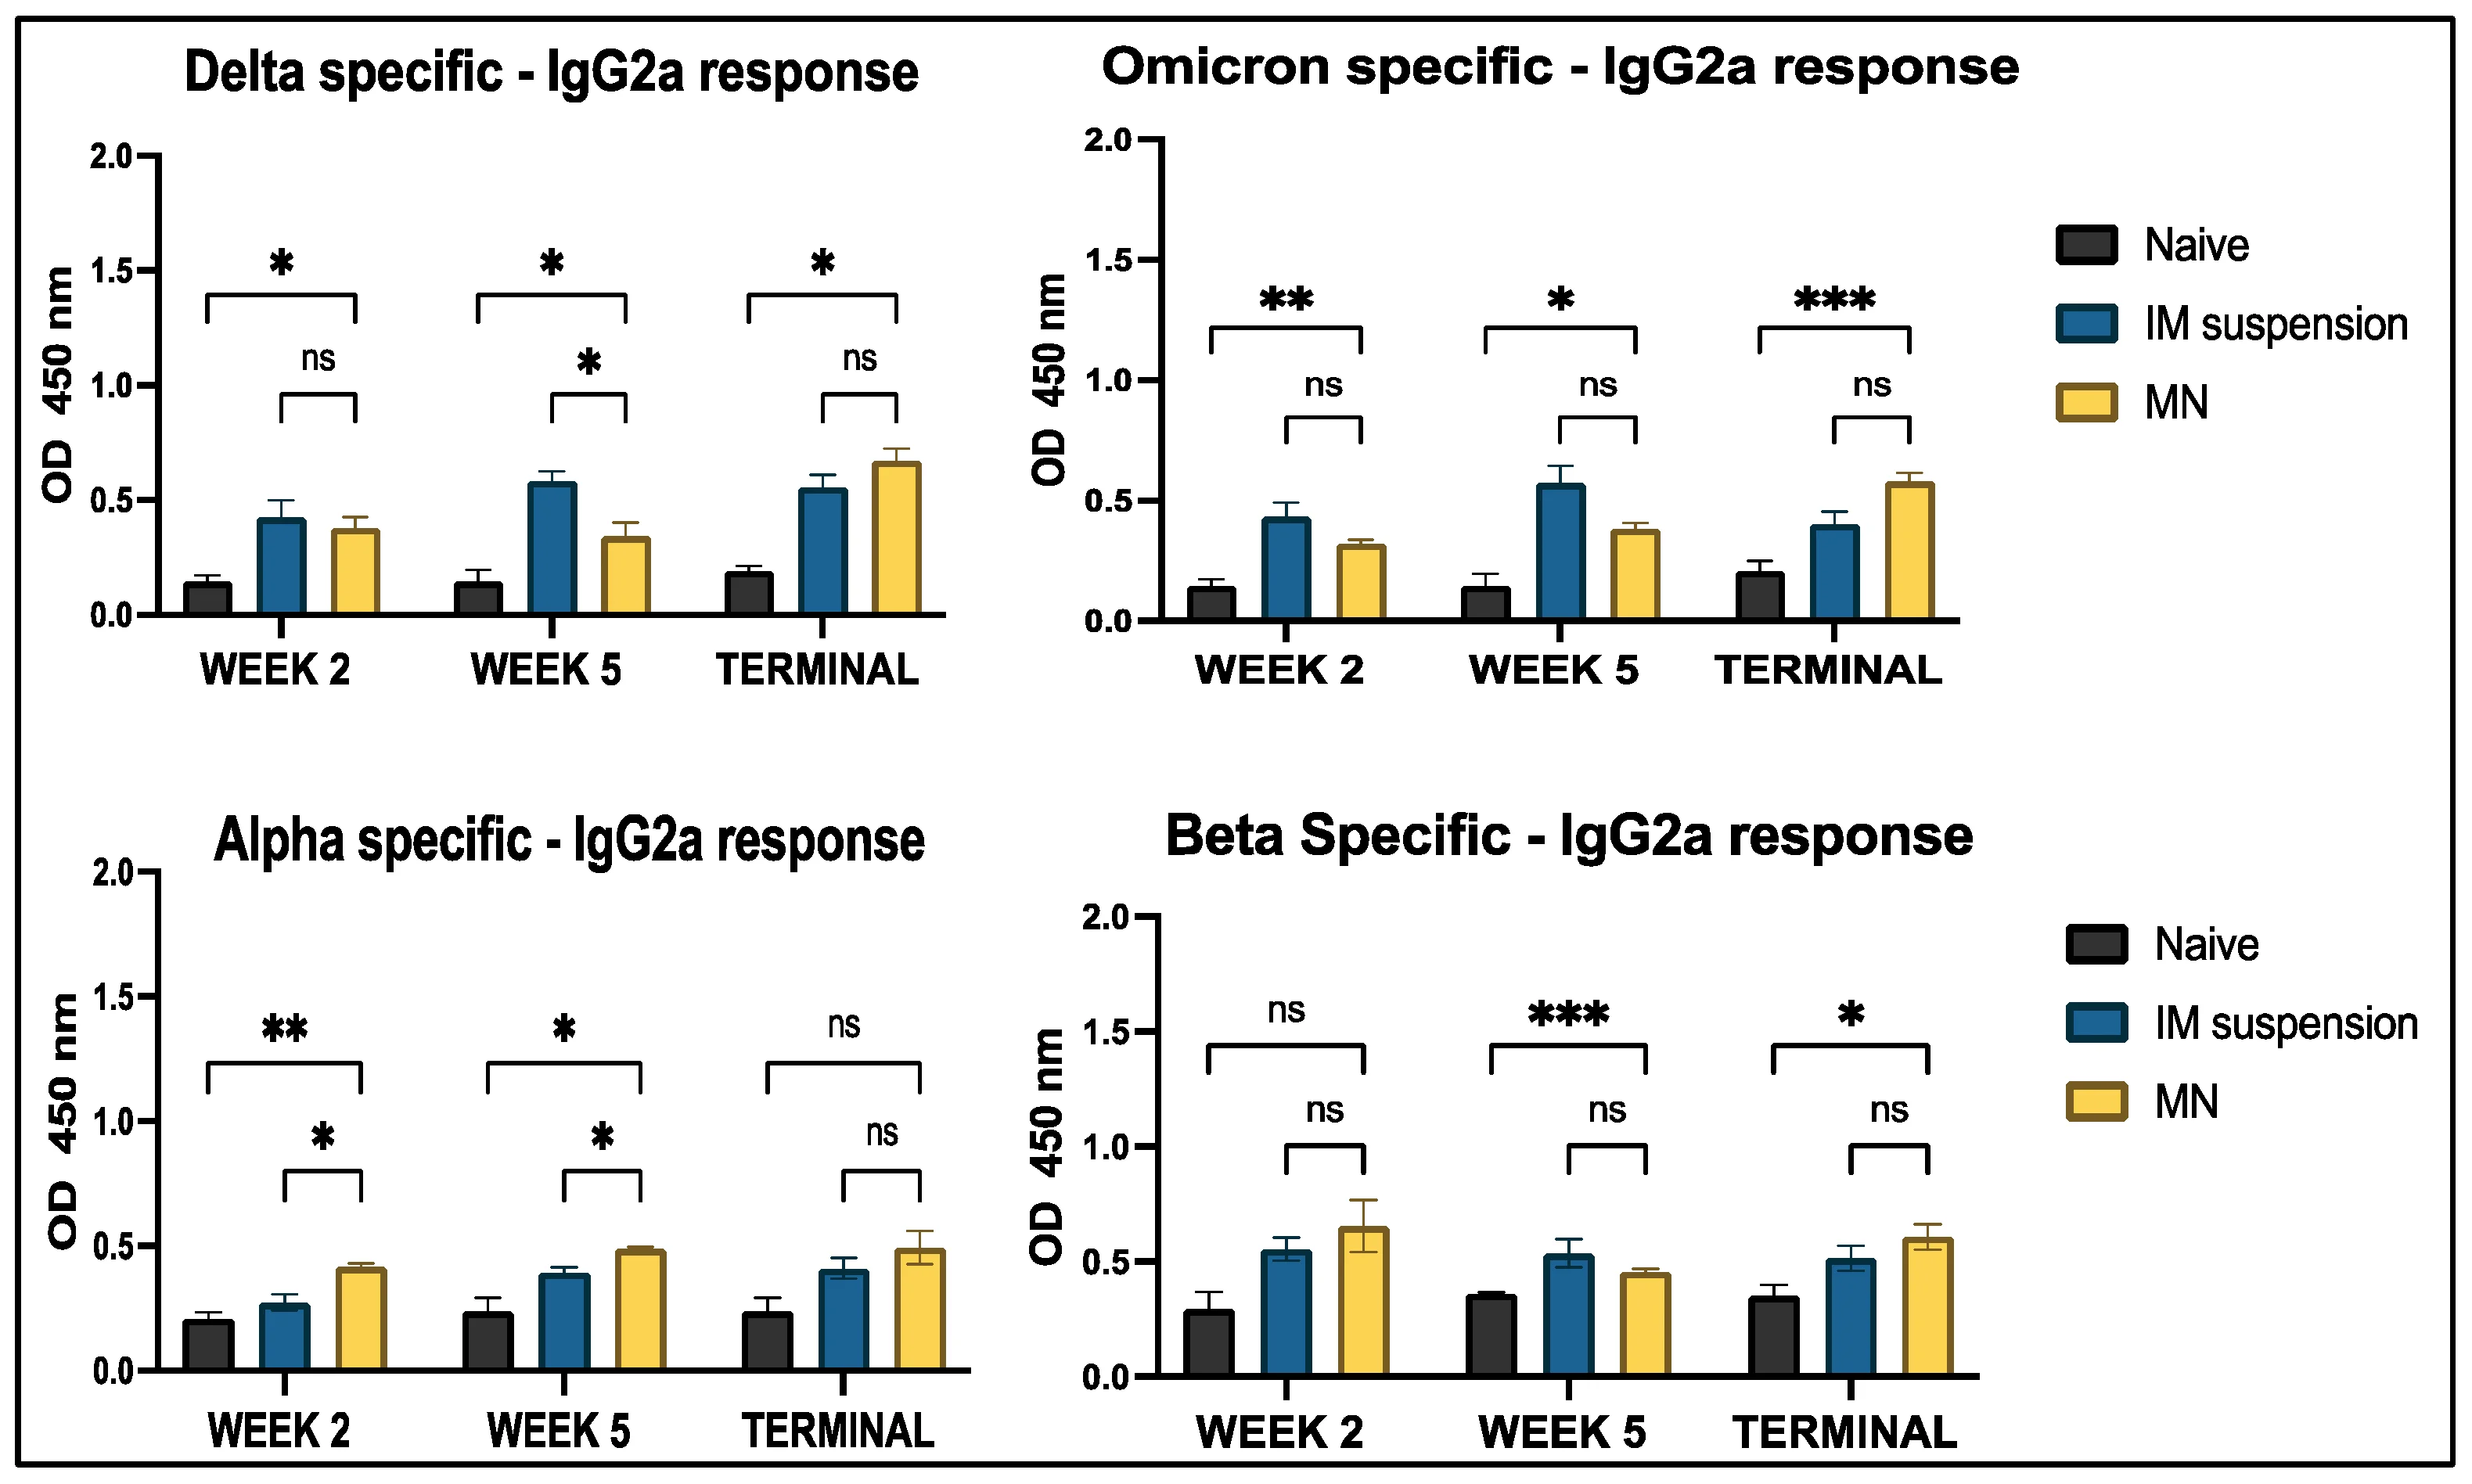 Delta specific - IgG2a response
OD 450 nm
2.0
1.5
1.0
0.5
0.0
* * *
ns * ns
WEEK 2 WEEK 5 TERMINAL
Omicron specific - IgG2a response
OD 450 nm
2.0
1.5
1.0
0.5
0.0
** * ***
ns ns ns
WEEK 2 WEEK 5 TERMINAL
Naive
IM suspension
MN
Alpha specific - IgG2a response
OD 450 nm
2.0
1.5
1.0
0.5
0.0
** * ns
* * ns
WEEK 2 WEEK 5 TERMINAL
Beta Specific - IgG2a response
OD 450 nm
2.0
1.5
1.0
0.5
0.0
ns *** *
ns ns ns
WEEK 2 WEEK 5 TERMINAL
Naive
IM suspension
MN